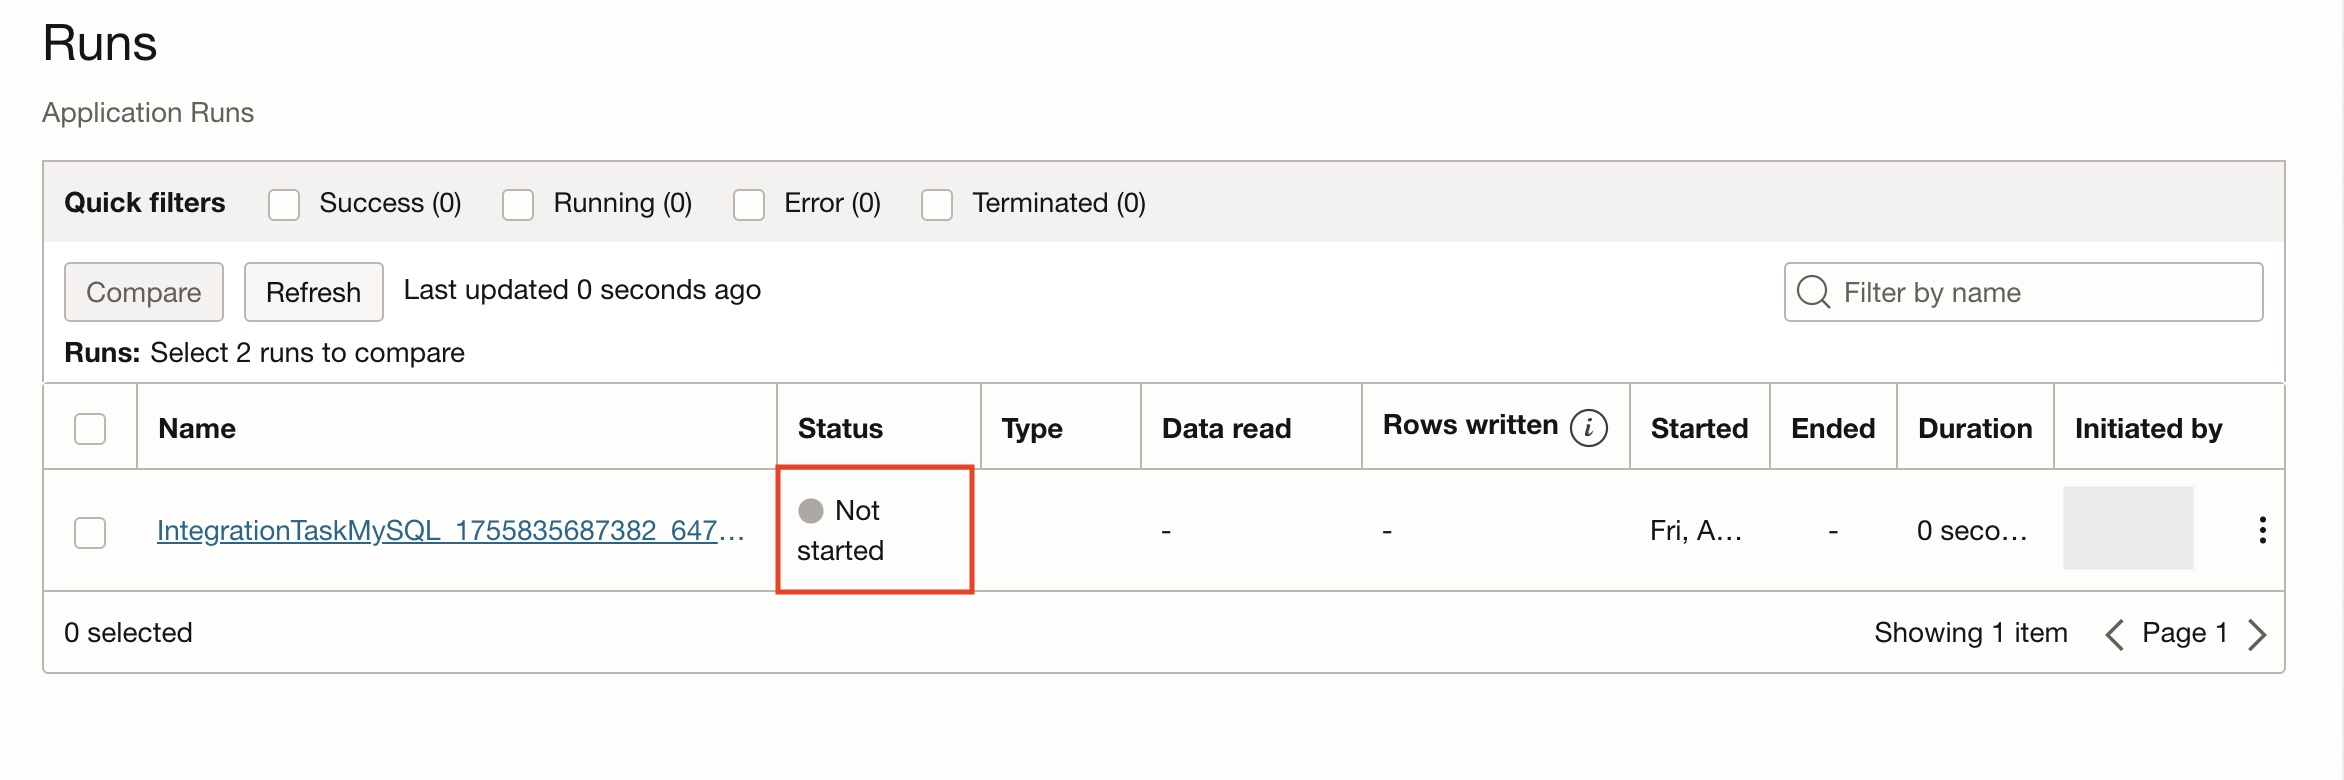 Runs
Application Runs
Quick filters Success (0) Running (0) Error (0) Terminated (0)
Compare Refresh Last updated 0 seconds ago Filter by name
Runs: Select 2 runs to compare
Name Status Type Data read Rows written i Started Ended Duration Initiated by
IntegrationTaskMySQL_1755835687382_647... Not started - - Fri, A... - 0 seco...
0 selected Showing 1 item Page 1